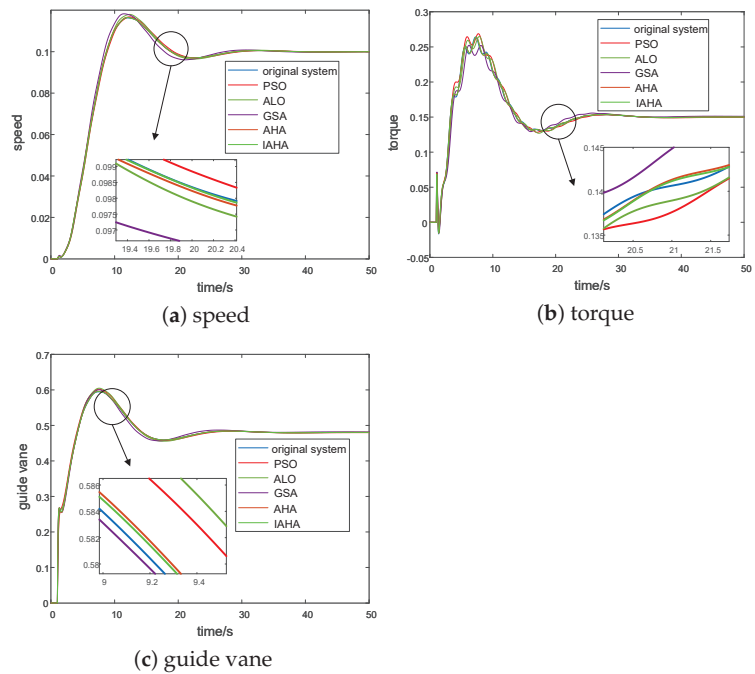 0.12
0.1
0.08
0.06
0.04
0.02
0
speed
original system
PSO
ALO
GSA
AHA
IAHA
0.099
0.0985
0.098
0.0975
0.097
19.4 19.6 19.8 20 20.2 20.4
0 10 20 30 40 50
time/s
(a) speed
0.3
0.25
0.2
0.15
0.1
0.05
0
-0.05
torque
original system
PSO
ALO
GSA
AHA
IAHA
0.145
0.14
0.135
20.5 21 21.5
0 10 20 30 40 50
time/s
(b) torque
0.7
0.6
0.5
0.4
0.3
0.2
0.1
0
guide vane
original system
PSO
ALO
GSA
AHA
IAHA
0.586
0.584
0.582
0.58
9 9.2 9.4
0 10 20 30 40 50
time/s
(c) guide vane